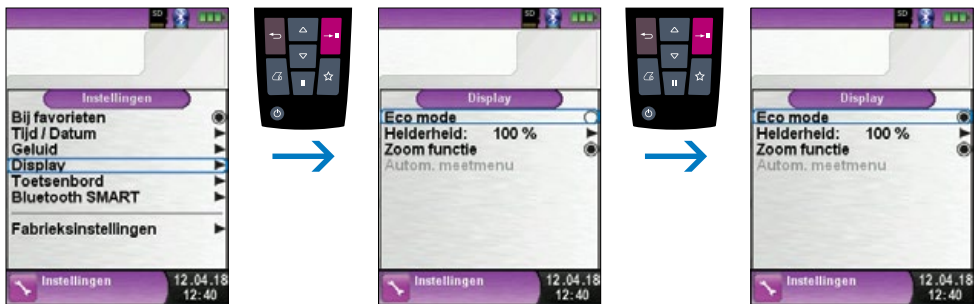 SD
Instellingen
Bij favorieten
Tijd / Datum
Geluid
Display
Toetsenbord
Bluetooth SMART
Fabrieksinstellingen
Instellingen
12.04.18
12:40
SD
Display
Eco mode
Helderheid: 100 %
Zoom functie
Autom. meetmenu
Instellingen
12.04.18
12:40
SD
Display
Eco mode
Helderheid: 100 %
Zoom functie
Autom. meetmenu
Instellingen
12.04.18
12:40